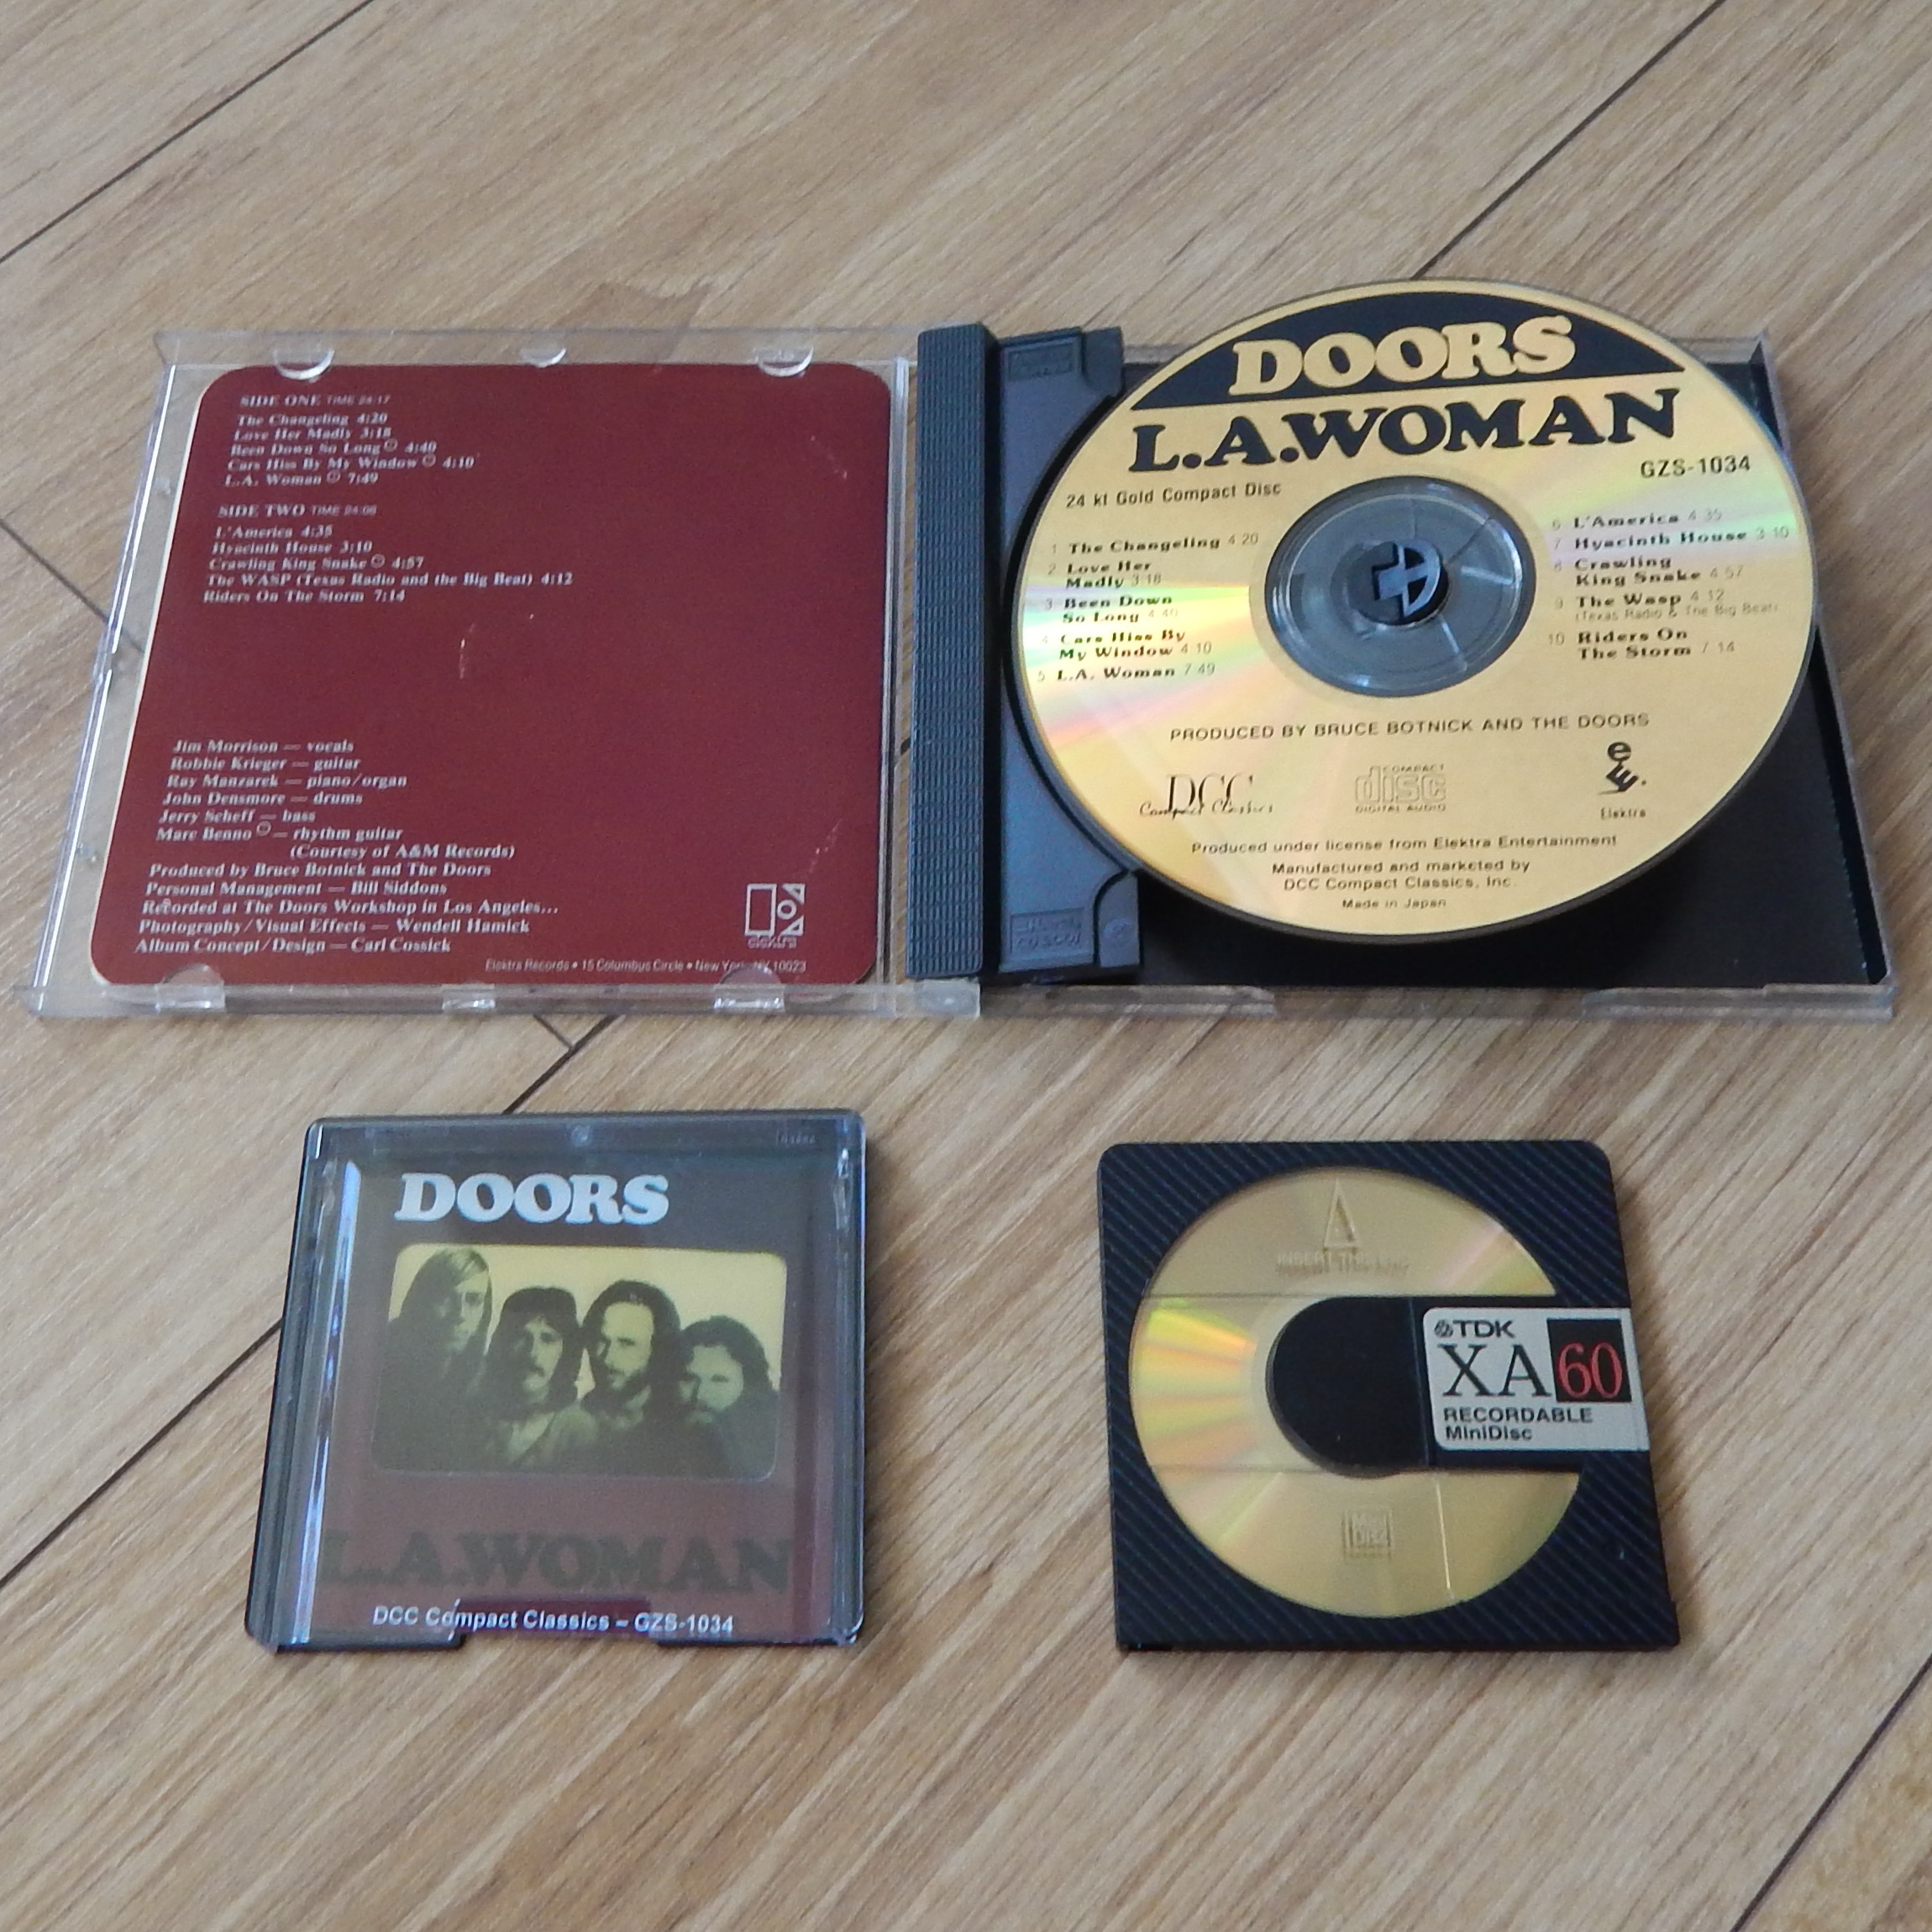 SIDE ONE TIME 24:17
The Changeling 4:20
Love Her Madly 3:18
Been Down So Long 4:40
Cars Hiss By My Window 4:10
L.A. Woman 7:49
SIDE TWO TIME 24:08
L'America 4:35
Hyacinth House 3:10
Crawling King Snake 4:57
The WASP (Texas Radio and the Big Beat) 4:12
Riders On The Storm 7:14
Jim Morrison — vocals
Robbie Krieger — guitar
Ray Manzarek — piano/organ
John Densmore — drums
Jerry Scheff — bass
Marc Benno — rhythm guitar
(Courtesy of A&M Records)
Produced by Bruce Botnick and The Doors
Personal Management — Bill Siddons
Recorded at The Doors Workshop in Los Angeles...
Photography/Visual Effects — Wendell Hamick
Album Concept/Design — Carl Cossick
elektra
Elektra Records • 15 Columbus Circle • New York, NY 10023
DOORS
L.A.WOMAN
GZS-1034
24 kt Gold Compact Disc
1 The Changeling 4:20
2 Love Her
Madly 3:18
3 Been Down
So Long 4:40
4 Cars Hiss By
My Window 4:10
5 L.A. Woman 7:49
6 L'America 4:35
7 Hyacinth House 3:10
8 Crawling
King Snake 4:57
9 The Wasp 4:12
(Texas Radio & The Big Beat)
10 Riders On
The Storm 7:14
PRODUCED BY BRUCE BOTNICK AND THE DOORS
DCC
Compact Classics
COMPACT
disc
DIGITAL AUDIO
e
Elektra
Produced under license from Elektra Entertainment
Manufactured and marketed by
DCC Compact Classics, Inc.
Made in Japan
DOORS
L.A.WOMAN
DCC Compact Classics – GZS-1034
INSERT THIS END
TDK
XA 60
RECORDABLE
MiniDisc
Mini
Disc